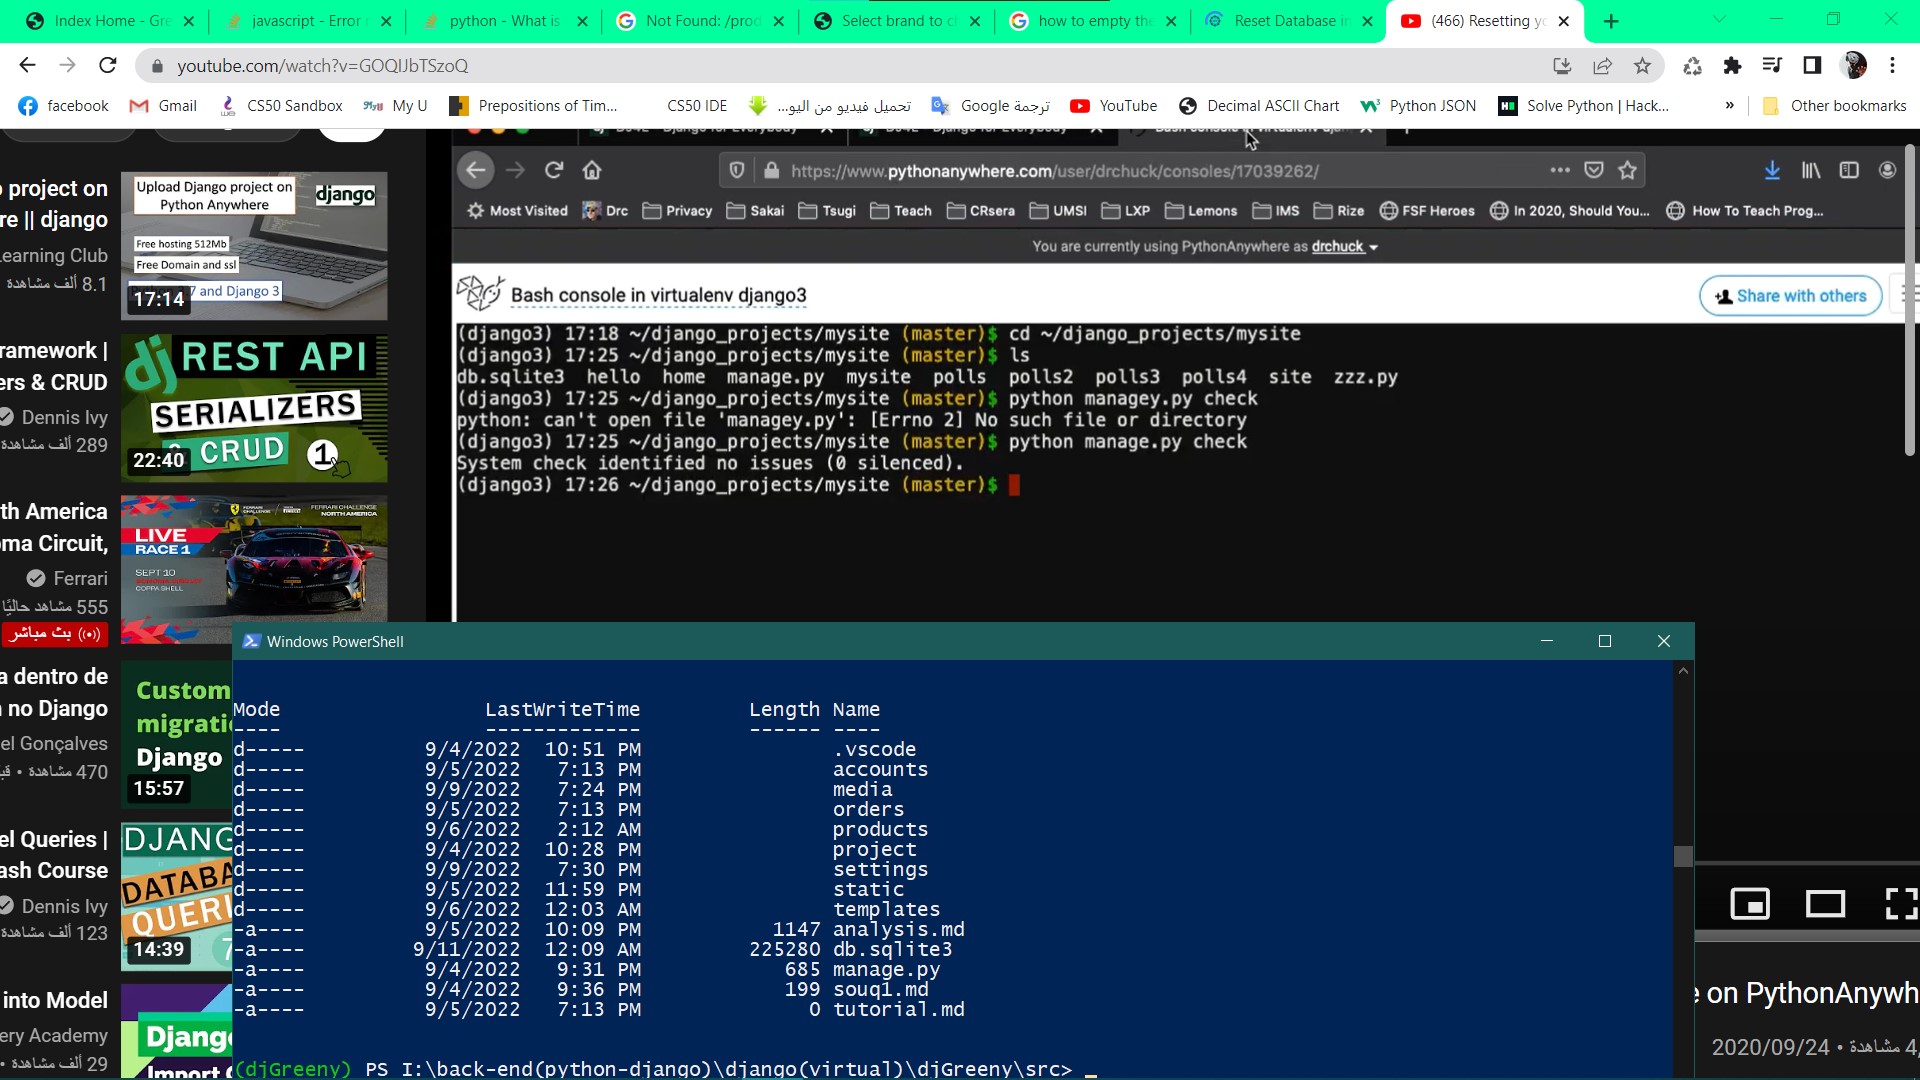 Index Home - Gre
javascript - Error r
python - What is
Not Found: /prod
Select brand to c
how to empty the
Reset Database in
(466) Resetting yo
youtube.com/watch?v=GOQIJbTSzoQ
facebook
Gmail
CS50 Sandbox
My U
Prepositions of Tim...
CS50 IDE
تحميل فيديو من اليو...
ترجمة Google
YouTube
Decimal ASCII Chart
Python JSON
Solve Python | Hack...
»
Other bookmarks
https://www.pythonanywhere.com/user/drchuck/consoles/17039262/
Most Visited
Drc
Privacy
Sakai
Tsugi
Teach
CRsera
UMSI
LXP
Lemons
IMS
Rize
FSF Heroes
In 2020, Should You...
How To Teach Prog...
You are currently using PythonAnywhere as drchuck
Bash console in virtualenv django3
Share with others
(django3) 17:18 ~/django_projects/mysite (master)$ cd ~/django_projects/mysite
(django3) 17:25 ~/django_projects/mysite (master)$ ls
db.sqlite3 hello home manage.py mysite polls polls2 polls3 polls4 site zzz.py
(django3) 17:25 ~/django_projects/mysite (master)$ python managey.py check
python: can't open file 'managey.py': [Errno 2] No such file or directory
(django3) 17:25 ~/django_projects/mysite (master)$ python manage.py check
System check identified no issues (0 silenced).
(django3) 17:26 ~/django_projects/mysite (master)$
project on
re || django
earning Club
8.1 ألف مشاهدة
Upload Django project on
Python Anywhere
django
Free hosting 512Mb
Free Domain and ssl
7 and Django 3
17:14
ramework |
ers & CRUD
Dennis Ivy
289 ألف مشاهدة
dj REST API
SERIALIZERS
& CRUD 1
22:40
th America
ma Circuit,
Ferrari
555 مشاهد حاليًا
بث مباشر
FERRARI CHALLENGE
NORTH AMERICA
LIVE
RACE 1
SEPT 10
COPPA SHELL
a dentro de
no Django
el Gonçalves
470 مشاهدة
Custom
migrati
Django
15:57
el Queries |
ash Course
Dennis Ivy
123 ألف مشاهدة
DJANG
DATABA
QUERI
14:39
into Model
ery Academy
29 ألف مشاهدة
Django
Import C
Windows PowerShell
Mode LastWriteTime Length Name
---- ------------- ------ ----
d----- 9/4/2022 10:51 PM .vscode
d----- 9/5/2022 7:13 PM accounts
d----- 9/9/2022 7:24 PM media
d----- 9/5/2022 7:13 PM orders
d----- 9/6/2022 2:12 AM products
d----- 9/4/2022 10:28 PM project
d----- 9/9/2022 7:30 PM settings
d----- 9/5/2022 11:59 PM static
d----- 9/6/2022 12:03 AM templates
-a---- 9/5/2022 10:09 PM 1147 analysis.md
-a---- 9/11/2022 12:09 AM 225280 db.sqlite3
-a---- 9/4/2022 9:31 PM 685 manage.py
-a---- 9/4/2022 9:36 PM 199 souq1.md
-a---- 9/5/2022 7:13 PM 0 tutorial.md
(djGreeny) PS I:\back-end(python-django)\django(virtual)\djGreeny\src> _
e on PythonAnywh
2020/09/24 • 4, مشاهدة